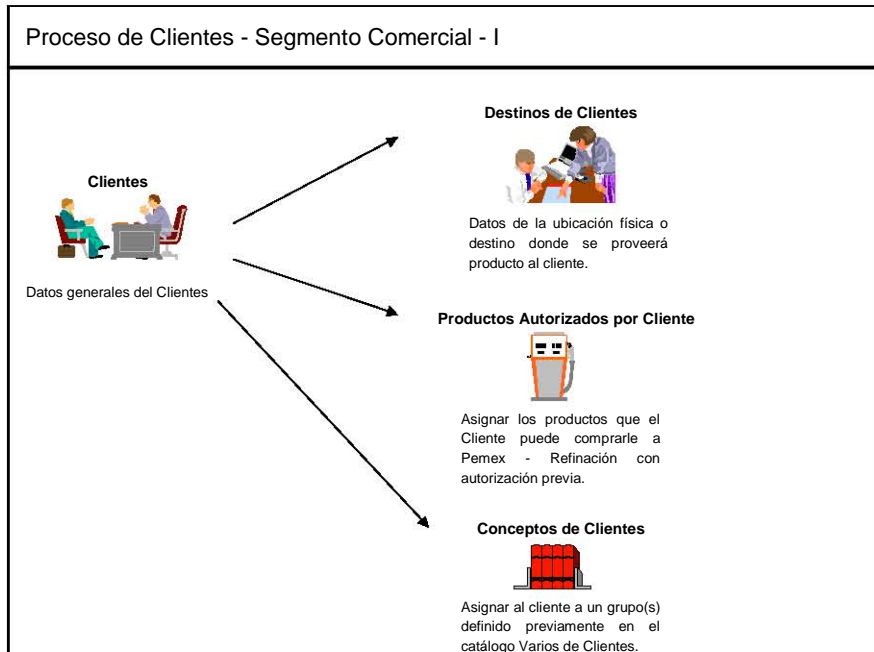 Proceso de Clientes - Segmento Comercial - I
Clientes
Datos generales del Clientes
Destinos de Clientes
Datos de la ubicación física o
destino donde se proveerá
producto al cliente.
Productos Autorizados por Cliente
Asignar los productos que el
Cliente puede comprarle a
Pemex - Refinación con
autorización previa.
Conceptos de Clientes
Asignar al cliente a un grupo(s)
definido previamente en el
catálogo Varios de Clientes.